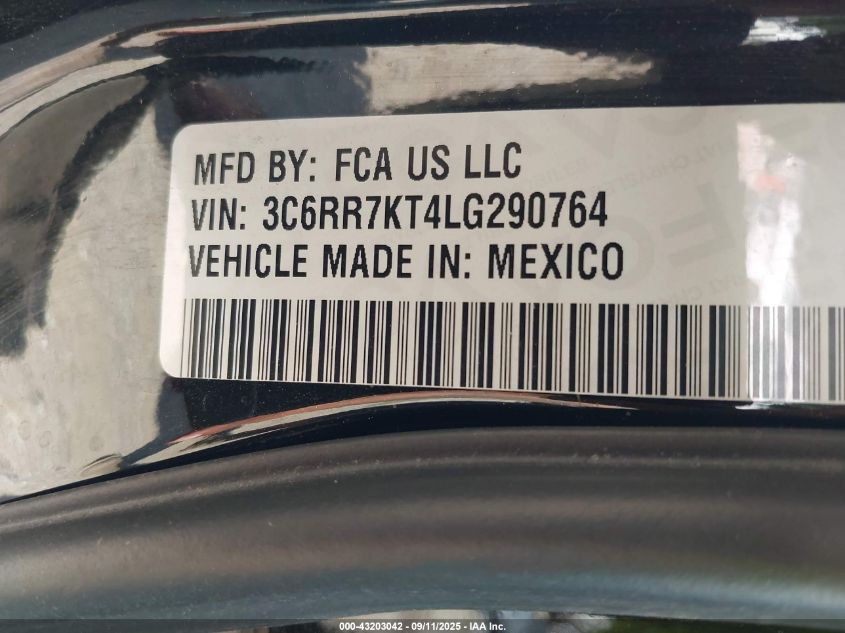 MFD BY: FCA US LLC
VIN: 3C6RR7KT4LG290764
VEHICLE MADE IN: MEXICO
000-43203042 - 09/11/2025 - IAA Inc.